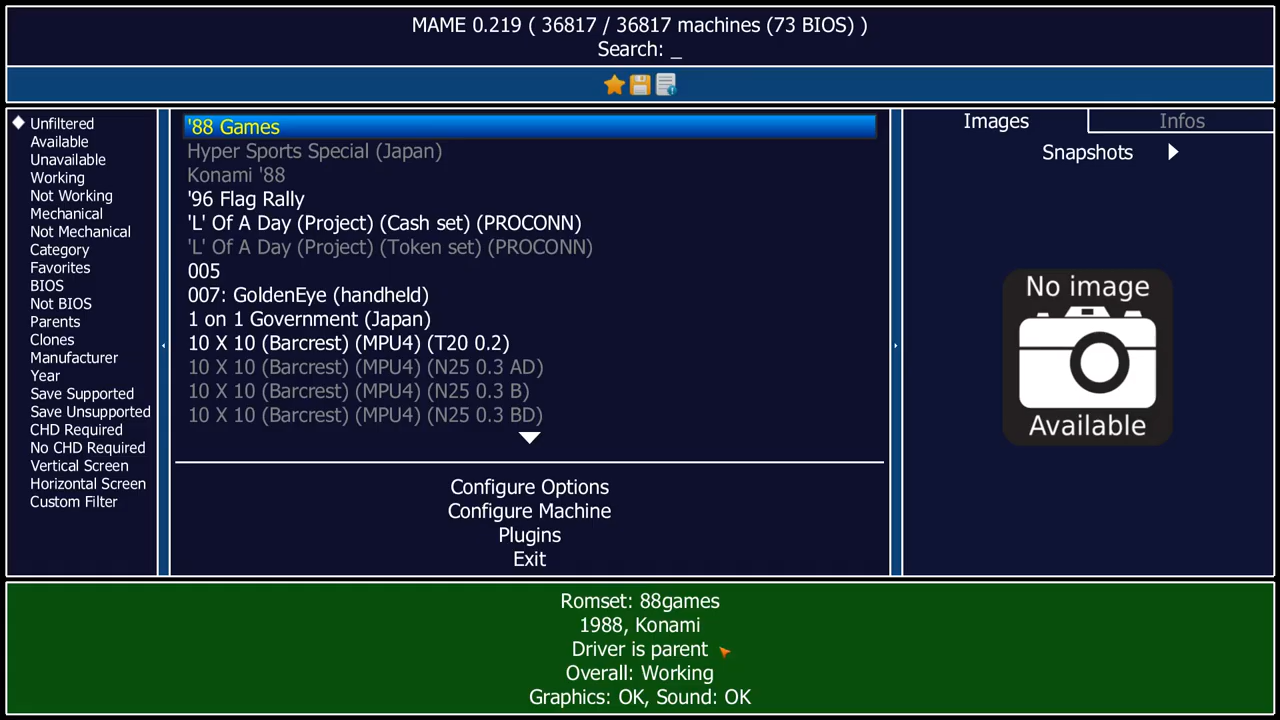 MAME 0.219 ( 36817 / 36817 machines (73 BIOS) )
Search: _
Unfiltered
Available
Unavailable
Working
Not Working
Mechanical
Not Mechanical
Category
Favorites
BIOS
Not BIOS
Parents
Clones
Manufacturer
Year
Save Supported
Save Unsupported
CHD Required
No CHD Required
Vertical Screen
Horizontal Screen
Custom Filter
'88 Games
Hyper Sports Special (Japan)
Konami '88
'96 Flag Rally
'L' Of A Day (Project) (Cash set) (PROCONN)
'L' Of A Day (Project) (Token set) (PROCONN)
005
007: GoldenEye (handheld)
1 on 1 Government (Japan)
10 X 10 (Barcrest) (MPU4) (T20 0.2)
10 X 10 (Barcrest) (MPU4) (N25 0.3 AD)
10 X 10 (Barcrest) (MPU4) (N25 0.3 B)
10 X 10 (Barcrest) (MPU4) (N25 0.3 BD)
Configure Options
Configure Machine
Plugins
Exit
Images
Infos
Snapshots
No image
Available
Romset: 88games
1988, Konami
Driver is parent
Overall: Working
Graphics: OK, Sound: OK